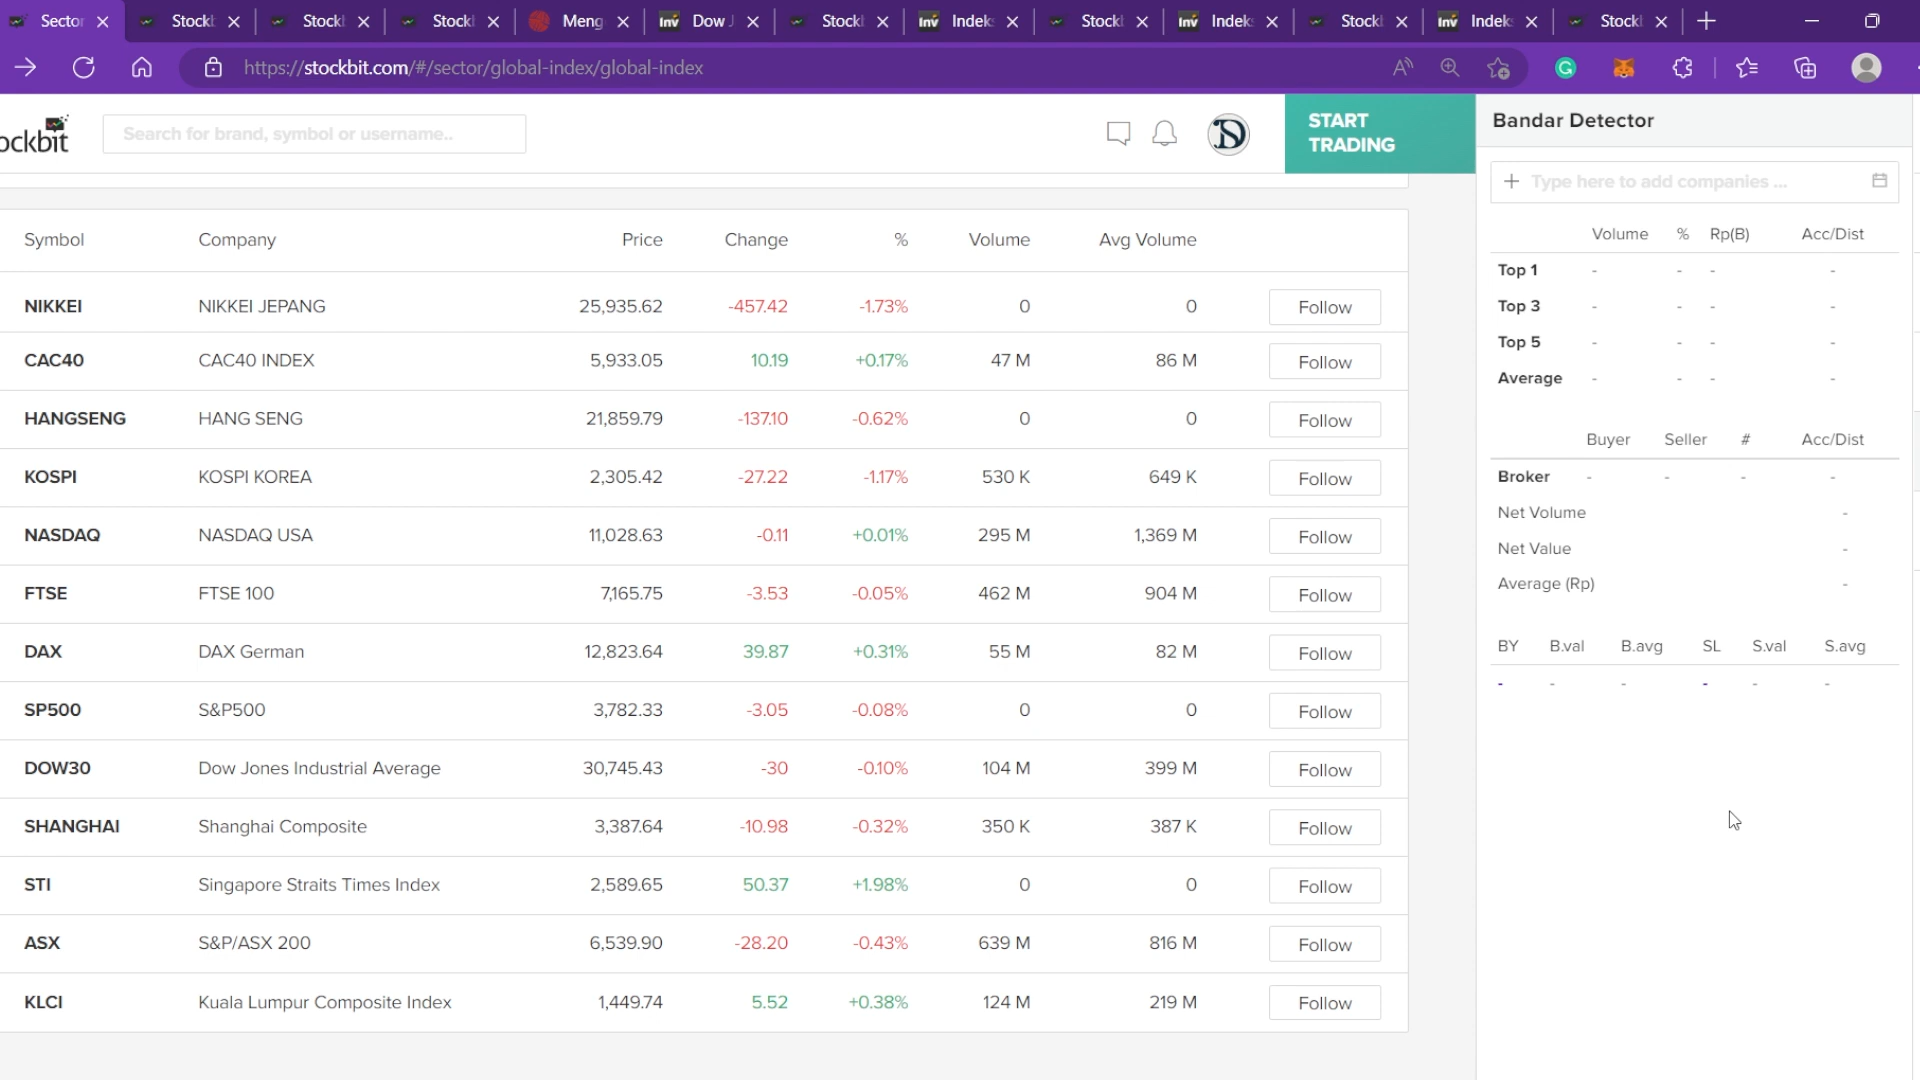 Sector Stockb Stockb Stockb Meng Dow J Stockb Indeks Stockb Indeks Stockb Indeks Stockb
https://stockbit.com/#/sector/global-index/global-index
ockbit Search for brand, symbol or username.. START TRADING
Bandar Detector
Type here to add companies ...
Symbol Company Price Change % Volume Avg Volume
NIKKEI NIKKEI JEPANG 25,935.62 -457.42 -1.73% 0 0 Follow
CAC40 CAC40 INDEX 5,933.05 10.19 +0.17% 47 M 86 M Follow
HANGSENG HANG SENG 21,859.79 -137.10 -0.62% 0 0 Follow
KOSPI KOSPI KOREA 2,305.42 -27.22 -1.17% 530 K 649 K Follow
NASDAQ NASDAQ USA 11,028.63 -0.11 +0.01% 295 M 1,369 M Follow
FTSE FTSE 100 7,165.75 -3.53 -0.05% 462 M 904 M Follow
DAX DAX German 12,823.64 39.87 +0.31% 55 M 82 M Follow
SP500 S&P500 3,782.33 -3.05 -0.08% 0 0 Follow
DOW30 Dow Jones Industrial Average 30,745.43 -30 -0.10% 104 M 399 M Follow
SHANGHAI Shanghai Composite 3,387.64 -10.98 -0.32% 350 K 387 K Follow
STI Singapore Straits Times Index 2,589.65 50.37 +1.98% 0 0 Follow
ASX S&P/ASX 200 6,539.90 -28.20 -0.43% 639 M 816 M Follow
KLCI Kuala Lumpur Composite Index 1,449.74 5.52 +0.38% 124 M 219 M Follow
Volume % Rp(B) Acc/Dist
Top 1 - - - -
Top 3 - - - -
Top 5 - - - -
Average - - - -
Buyer Seller # Acc/Dist
Broker - - - -
Net Volume -
Net Value -
Average (Rp) -
BY B.val B.avg SL S.val S.avg
- - - - - -